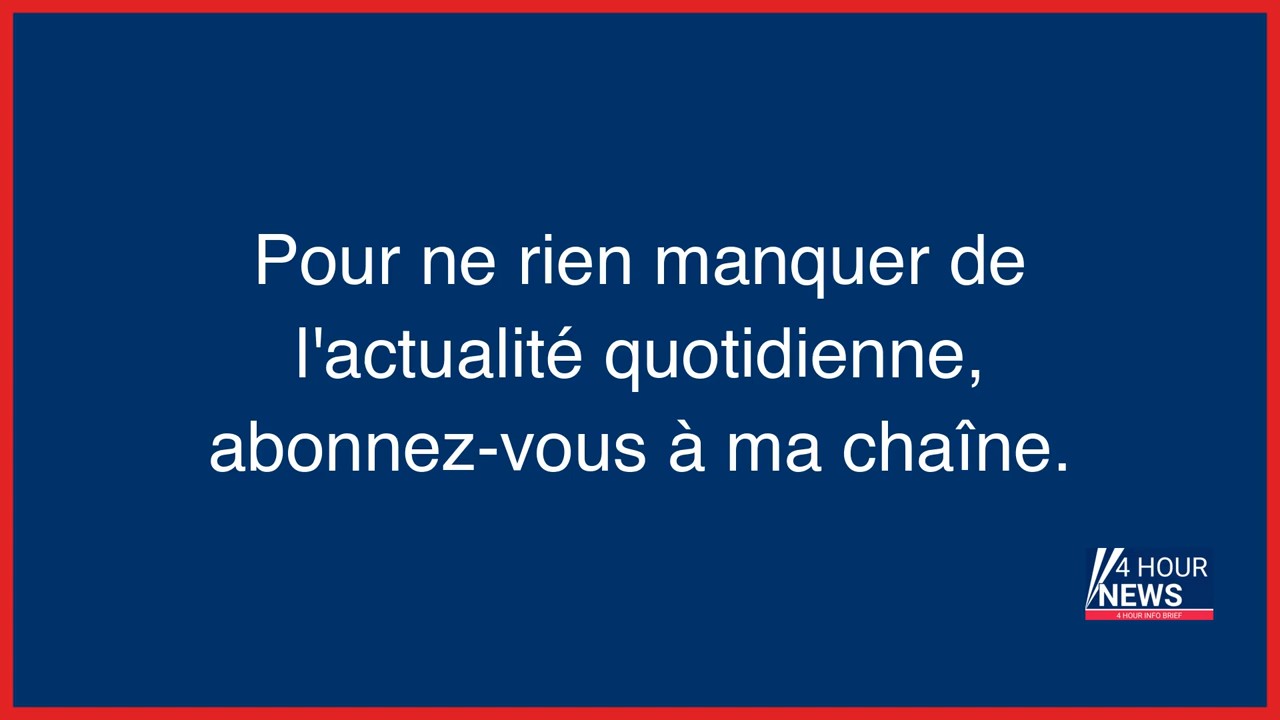 Pour ne rien manquer de
l'actualité quotidienne,
abonnez-vous à ma chaîne.
4 HOUR
NEWS
4 HOUR INFO BRIEF